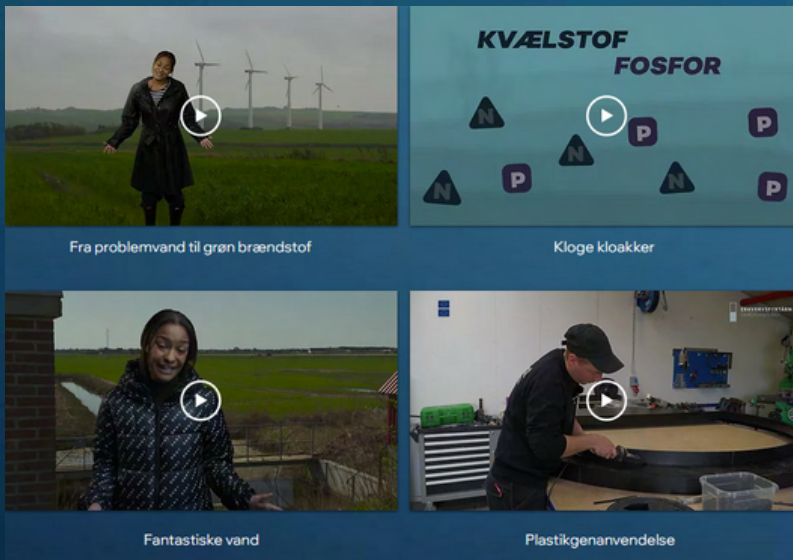 KVÆLSTOF
FOSFOR
N
P
P
N
P
N
N
P
Fra problemvand til grøn brændstof
Kloge kloakker
Fantastiske vand
Plastikgenanvendelse